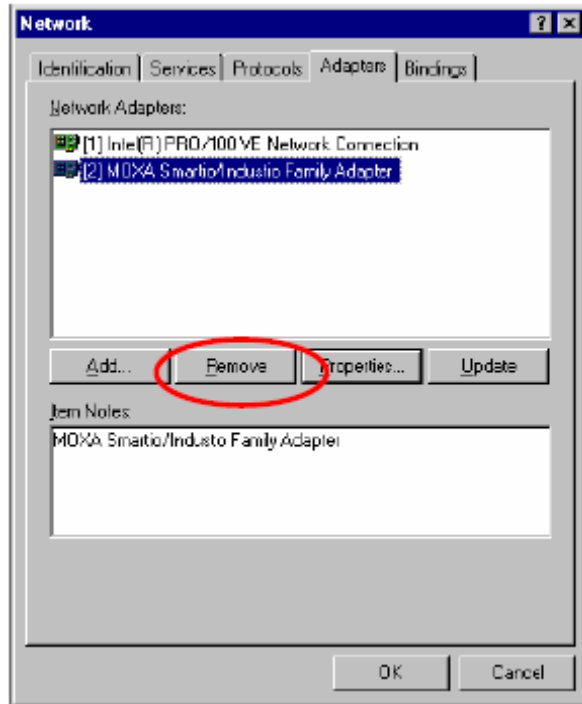 Network
Identification Services Protocols Adapters Bindings
Network Adapters:
[1] Intel(R) PRO/100 VE Network Connection
[2] MOXA Smartio/Industio Family Adapter
Add... Remove Properties... Update
Item Notes:
MOXA Smartio/Industo Family Adapter
OK Cancel